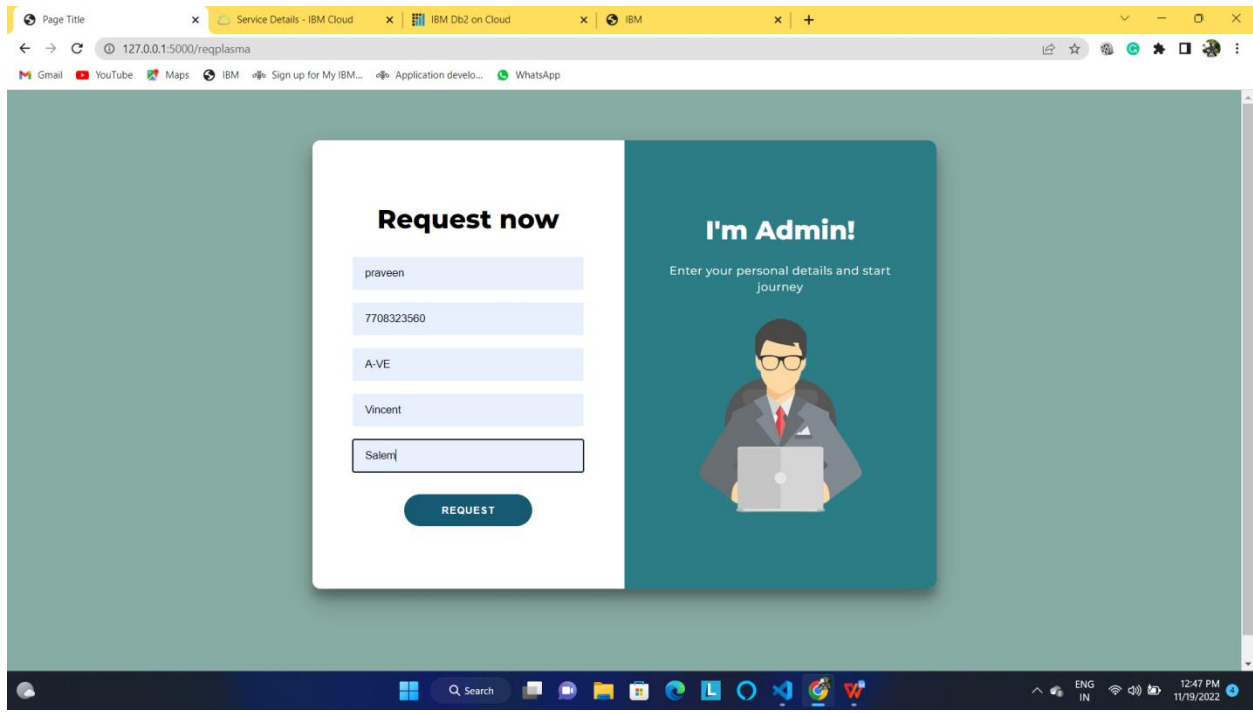 Page Title
Service Details - IBM Cloud
IBM Db2 on Cloud
IBM
127.0.0.1:5000/reqplasma
Gmail
YouTube
Maps
IBM
Sign up for My IBM...
Application develo...
WhatsApp
Request now
praveen
7708323560
A-VE
Vincent
Salem
REQUEST
I'm Admin!
Enter your personal details and start
journey
Search
ENG
IN
12:47 PM
11/19/2022
4